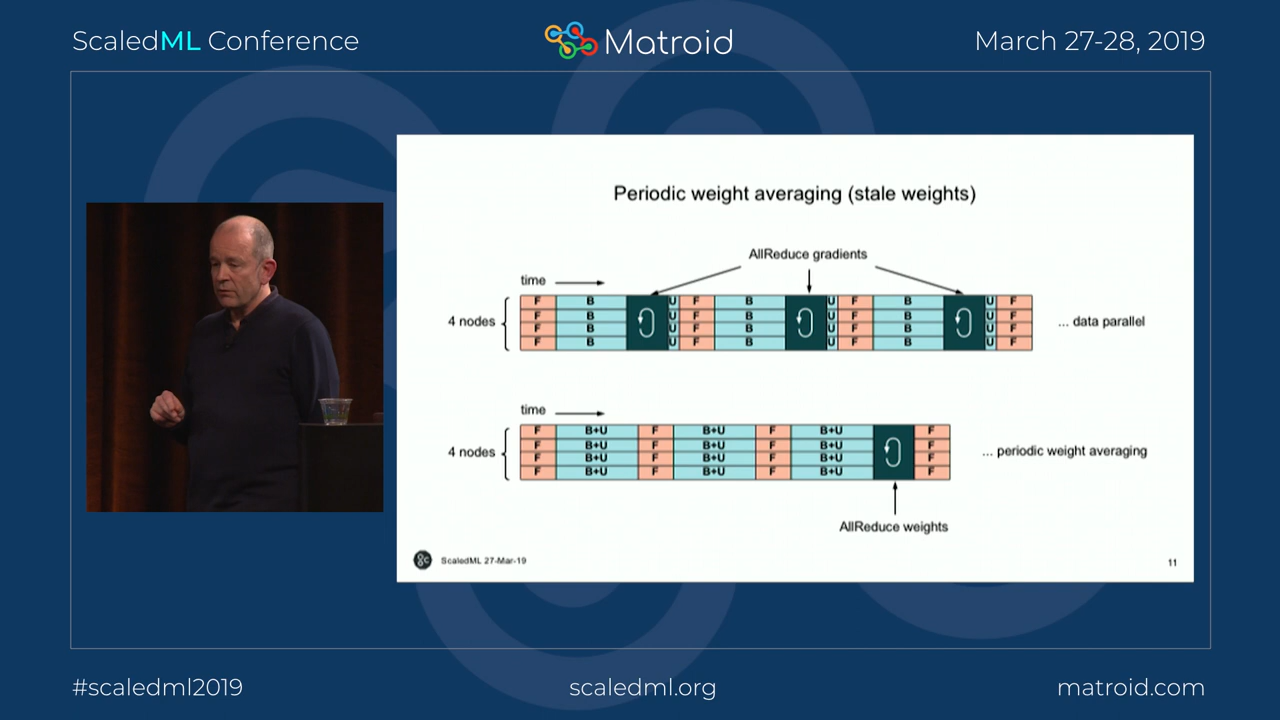 ScaledML Conference
Matroid
March 27-28, 2019
Periodic weight averaging (stale weights)
AllReduce gradients
time
4 nodes
F B U F B U F B U F
F B U F B U F B U F
F B U F B U F B U F
F B U F B U F B U F
... data parallel
time
4 nodes
F B+U F B+U F B+U F
F B+U F B+U F B+U F
F B+U F B+U F B+U F
F B+U F B+U F B+U F
... periodic weight averaging
AllReduce weights
ScaledML 27-Mar-19
11
#scaledml2019
scaledml.org
matroid.com